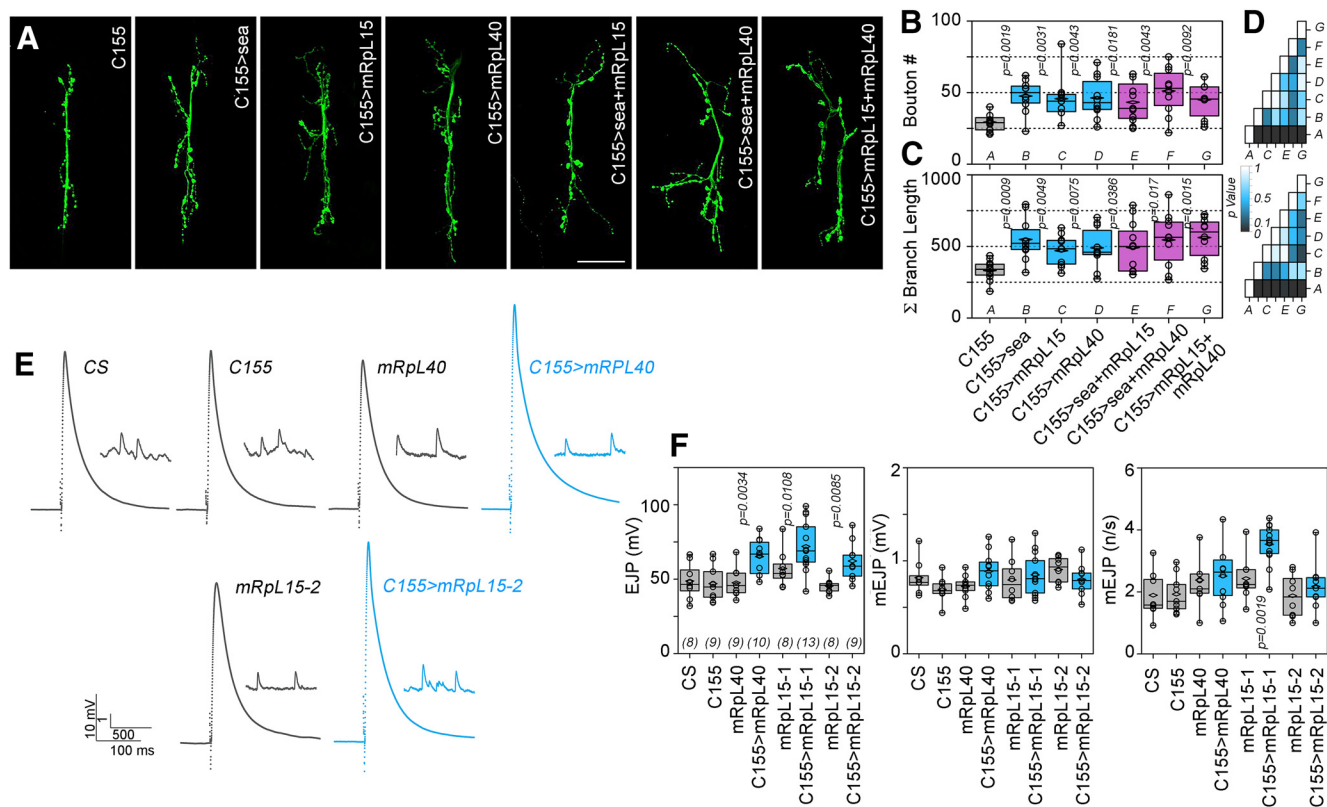 A
C155
C155>sea
C155>mRpL15
C155>mRpL40
C155>sea+mRpL15
C155>sea+mRpL40
C155>mRpL15+mRpL40
B
Bouton #
100
50
0
p=0.0019
p=0.0031
p=0.0043
p=0.0181
p=0.0043
p=0.0092
A B C D E F G
C
Σ Branch Length
1000
500
0
p=0.0009
p=0.0049
p=0.0075
p=0.0386
p=0.017
p=0.0015
A B C D E F G
C155
C155>sea
C155>mRpL15
C155>mRpL40
C155>sea+mRpL15
C155>sea+mRpL40
C155>mRpL15+
mRpL40
D
G
F
E
D
C
B
A
A C E G
p Value
1
0.5
0.1
0
G
F
E
D
C
B
A
A C E G
E
CS
C155
mRpL40
C155>mRPL40
mRpL15-2
C155>mRpL15-2
10 mV
1
500
100 ms
F
EJP (mV)
100
50
0
p=0.0034
p=0.0108
p=0.0085
(8) (9) (9) (10) (8) (13) (8) (9)
CS
C155
mRpL40
C155>mRpL40
mRpL15-1
C155>mRpL15-1
mRpL15-2
C155>mRpL15-2
mEJP (mV)
2
1
0
CS
C155
mRpL40
C155>mRpL40
mRpL15-1
C155>mRpL15-1
mRpL15-2
C155>mRpL15-2
mEJP (n/s)
6
4
2
0
p=0.0019
CS
C155
mRpL40
C155>mRpL40
mRpL15-1
C155>mRpL15-1
mRpL15-2
C155>mRpL15-2